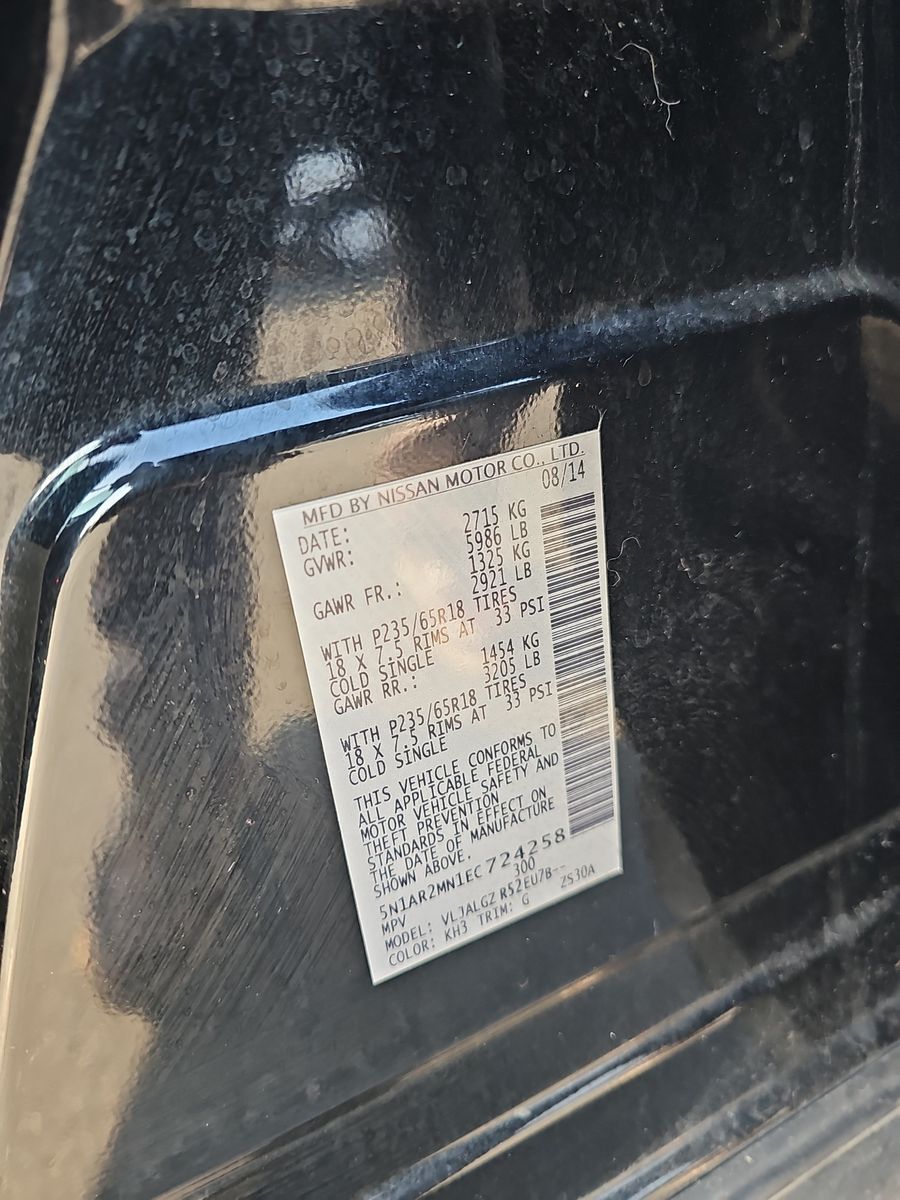 MFD BY NISSAN MOTOR CO., LTD.
DATE: 08/14
GVWR: 2715 KG
5986 LB
GAWR FR.: 1325 KG
2921 LB
WITH P235/65R18 TIRES
18 X 7.5 RIMS AT 33 PSI
COLD SINGLE
GAWR RR.: 1454 KG
3205 LB
WITH P235/65R18 TIRES
18 X 7.5 RIMS AT 33 PSI
COLD SINGLE
THIS VEHICLE CONFORMS TO
ALL APPLICABLE FEDERAL
MOTOR VEHICLE SAFETY AND
THEFT PREVENTION
STANDARDS IN EFFECT ON
THE DATE OF MANUFACTURE
SHOWN ABOVE.
5N1AR2MN1EC724258
MPV 300
MODEL: VLJALGZ R52EU7B--
COLOR: KH3 TRIM: G ZS30A